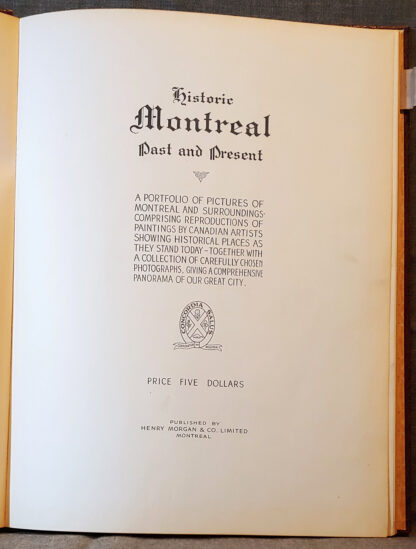 Historic
Montreal
Past and Present
A PORTFOLIO OF PICTURES OF
MONTREAL AND SURROUNDINGS-
COMPRISING REPRODUCTIONS OF
PAINTINGS BY CANADIAN ARTISTS
SHOWING HISTORICAL PLACES AS
THEY STAND TODAY-TOGETHER WITH
A COLLECTION OF CAREFULLY CHOSEN
PHOTOGRAPHS, GIVING A COMPREHENSIVE
PANORAMA OF OUR GREAT CITY.
CONCORDIA SALUS
PRICE FIVE DOLLARS
PUBLISHED BY
HENRY MORGAN & CO. LIMITED
MONTREAL